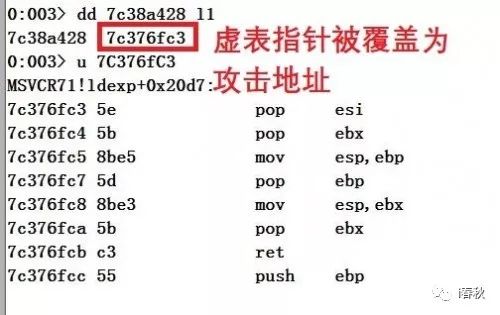 0:003> dd 7c38a428 l1
7c38a428  7c376fc3 虚表指针被覆盖为
0:003> u 7C376fC3 攻击地址
MSVCR71!ldexp+0x20d7:
7c376fc3 5e pop esi
7c376fc4 5b pop ebx
7c376fc5 8be5 mov esp,ebp
7c376fc7 5d pop ebp
7c376fc8 8be3 mov esp,ebx
7c376fca 5b pop ebx
7c376fcb c3 ret
7c376fcc 55 push ebp
i春秋